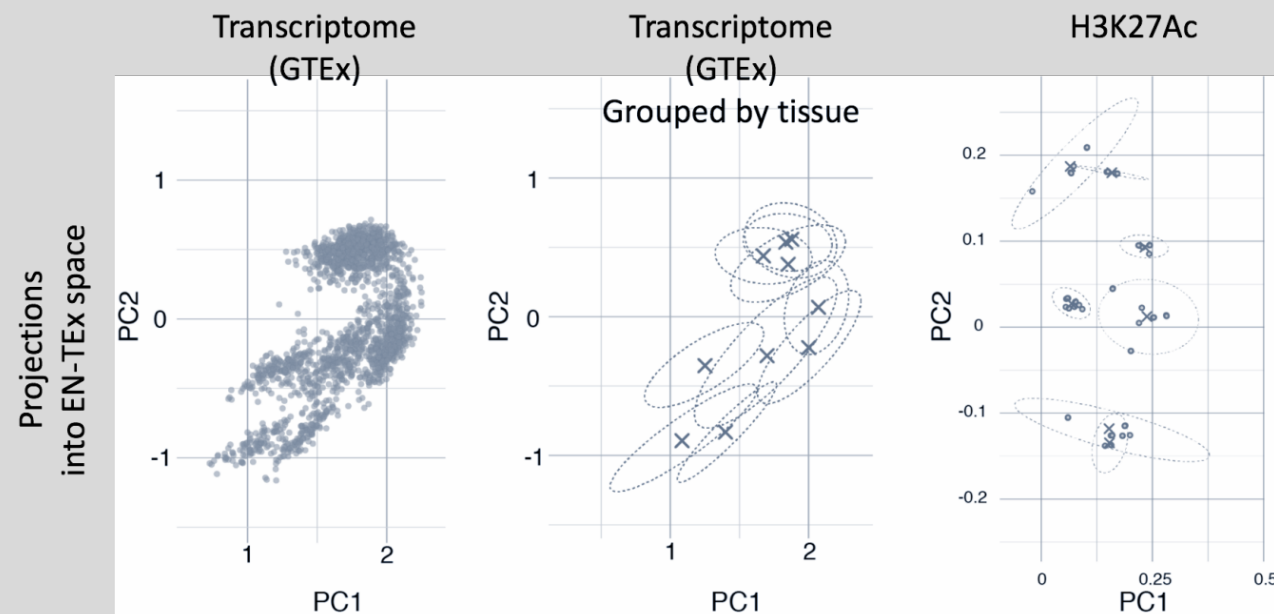 Transcriptome
(GTEx)
Transcriptome
(GTEx)
Grouped by tissue
H3K27Ac
Projections
into EN-TEx space
PC2
1
0
-1
1
2
PC1
PC2
1
0
-1
1
2
PC1
PC2
0.2
0.1
0
-0.1
-0.2
0
0.25
0.5
PC1